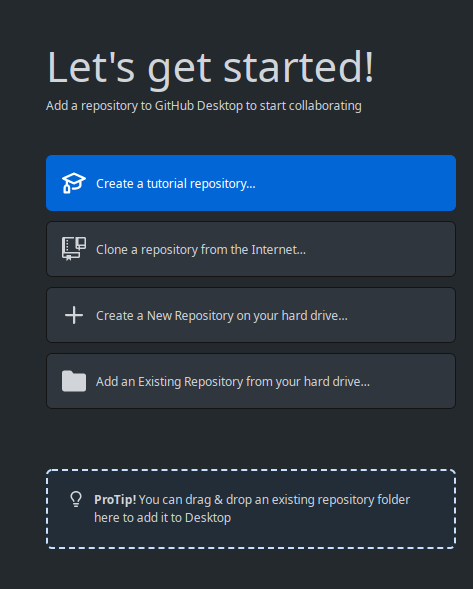 Let's get started!
Add a repository to GitHub Desktop to start collaborating
Create a tutorial repository...
Clone a repository from the Internet...
Create a New Repository on your hard drive...
Add an Existing Repository from your hard drive...
ProTip! You can drag & drop an existing repository folder
here to add it to Desktop